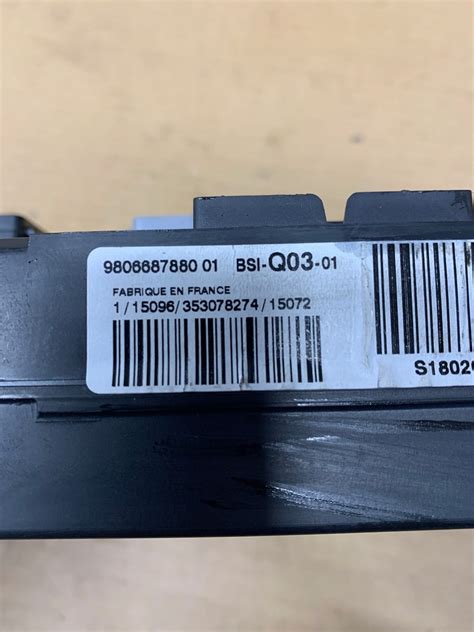 9806687880 01 BSI-Q03-01
FABRIQUE EN FRANCE
1/15096/353078274/15072
S1802